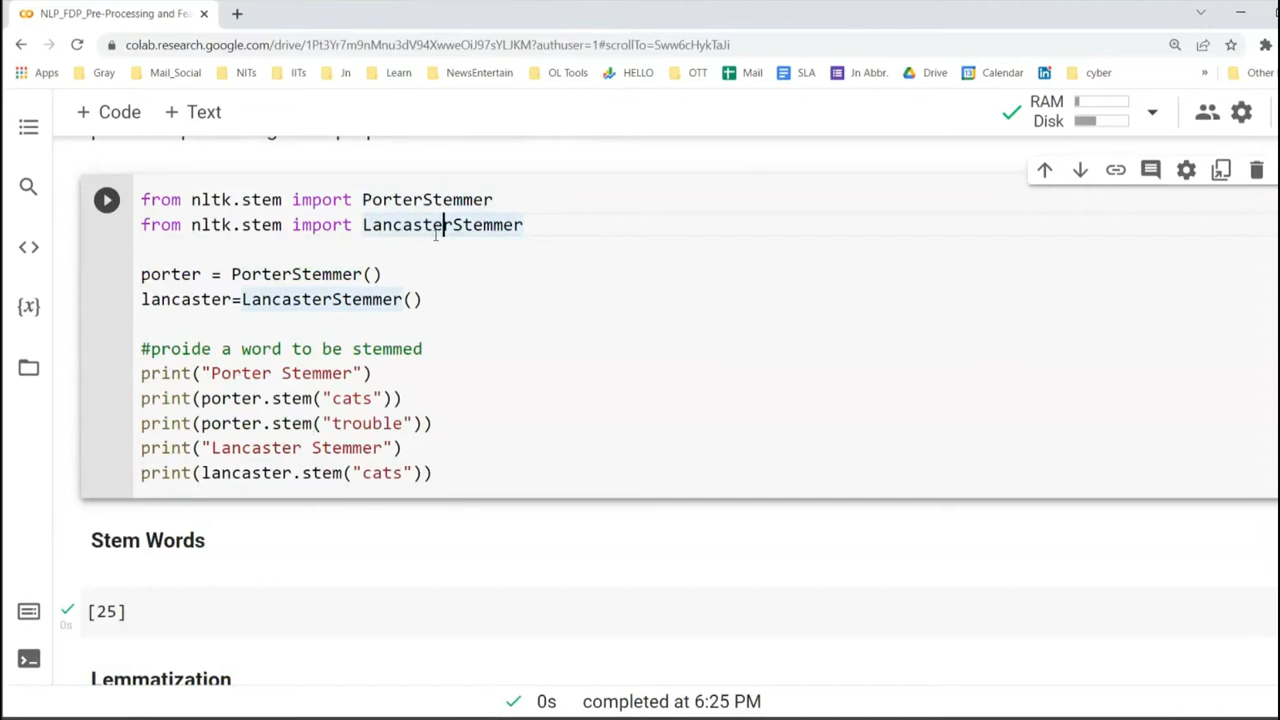 NLP_FDP_Pre-Processing and Fea
colab.research.google.com/drive/1Pt3Yr7m9nMnu3dV94XwweOiJ97sYLJKM?authuser=1#scrollTo=Sww6cHykTaJi
Apps Gray Mail_Social NITs IITs Jn Learn NewsEntertain OL Tools HELLO OTT Mail SLA Jn Abbr. Drive Calendar cyber » Other
+ Code + Text
RAM
Disk
from nltk.stem import PorterStemmer
from nltk.stem import LancasterStemmer
porter = PorterStemmer()
lancaster=LancasterStemmer()
#proide a word to be stemmed
print("Porter Stemmer")
print(porter.stem("cats"))
print(porter.stem("trouble"))
print("Lancaster Stemmer")
print(lancaster.stem("cats"))
Stem Words
[25]
0s
Lemmatization
0s completed at 6:25 PM